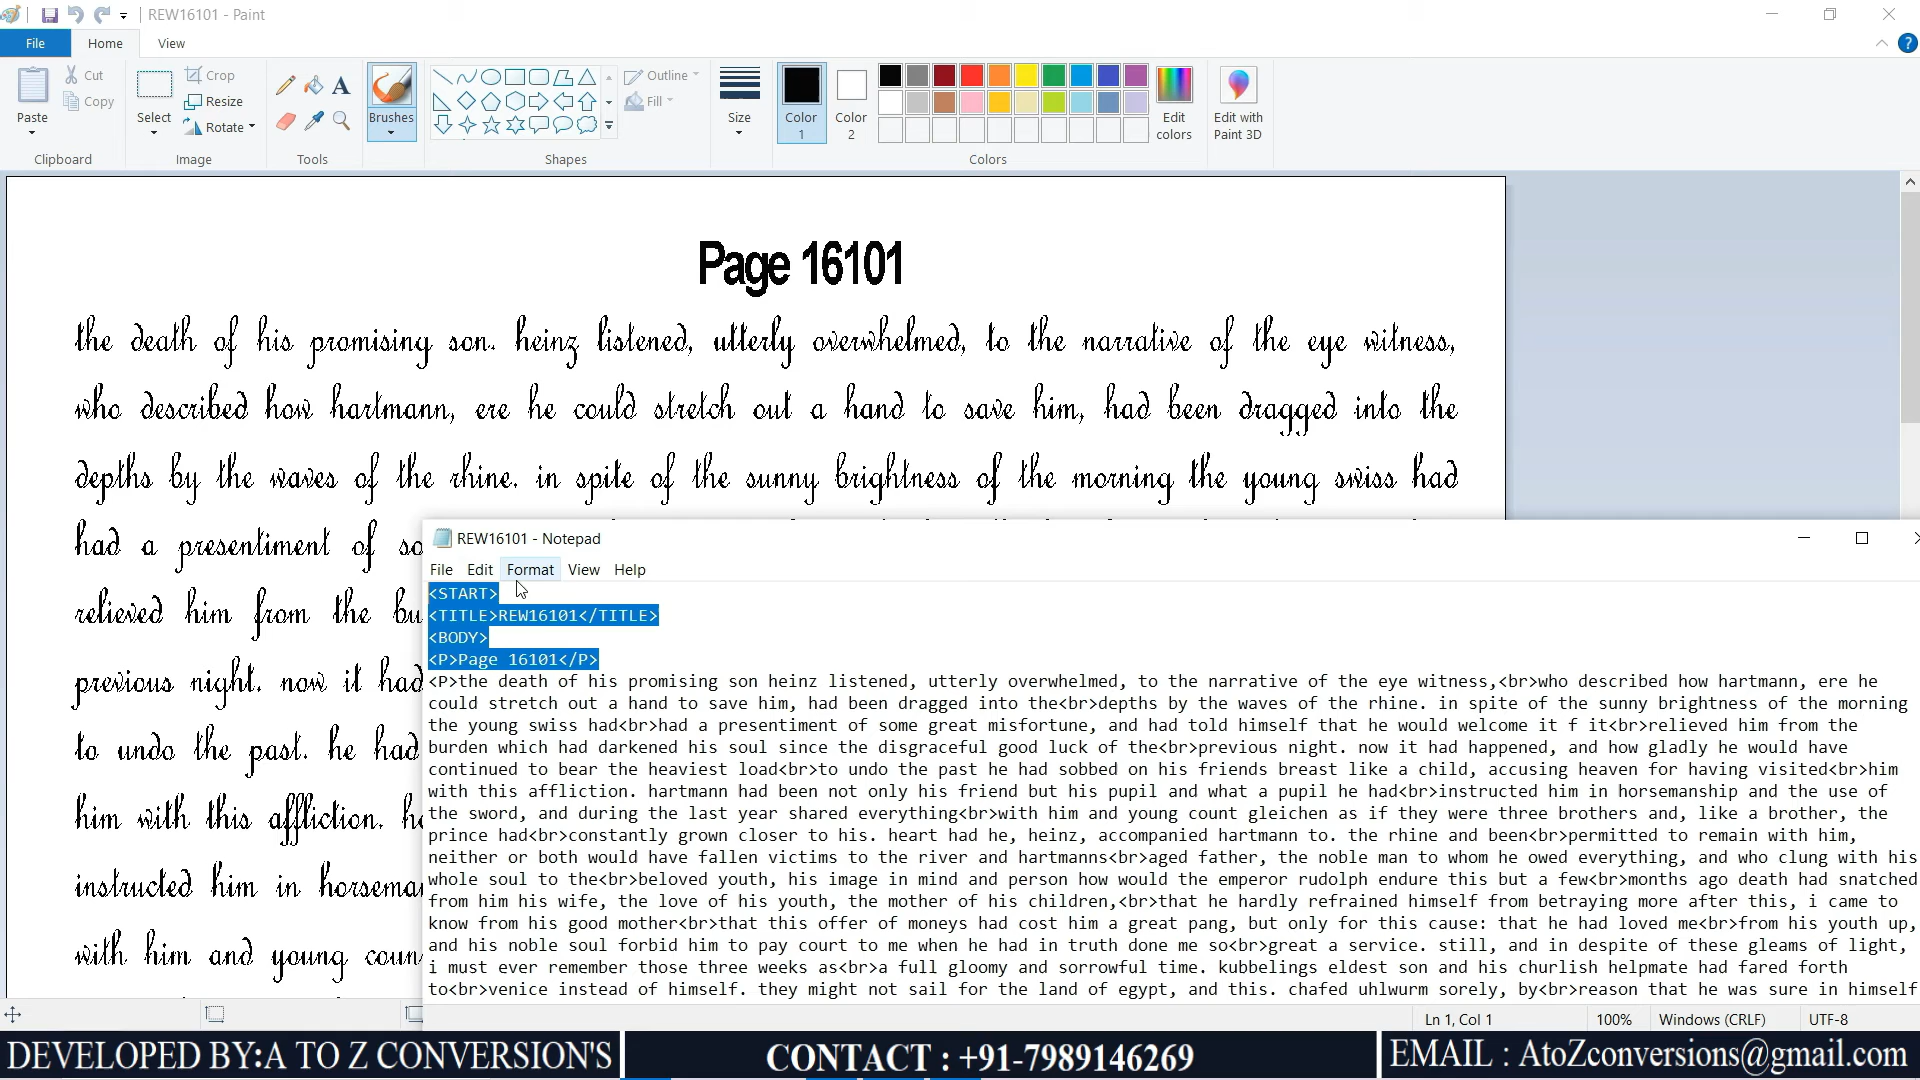 REW16101 - Paint
File Home View
Cut
Copy
Paste
Clipboard
Select
Crop
Resize
Rotate
Image
Tools
Brushes
Outline
Fill
Shapes
Size
Color 1
Color 2
Edit colors
Colors
Edit with Paint 3D
Page 16101
the death of his promising son. heinz listened, utterly overwhelmed, to the narrative of the eye witness,
who described how hartmann, ere he could stretch out a hand to save him, had been dragged into the
depths by the waves of the rhine. in spite of the sunny brightness of the morning the young swiss had
had a presentiment of so
relieved him from the bu
previous night. now it had
to undo the past. he had
him with this affliction. h
instructed him in horsema
with him and young coun
REW16101 - Notepad
File Edit Format View Help
<START>
<TITLE>REW16101</TITLE>
<BODY>
<P>Page 16101</P>
<P>the death of his promising son heinz listened, utterly overwhelmed, to the narrative of the eye witness,<br>who described how hartmann, ere he
could stretch out a hand to save him, had been dragged into the<br>depths by the waves of the rhine. in spite of the sunny brightness of the morning
the young swiss had<br>had a presentiment of some great misfortune, and had told himself that he would welcome it f it<br>relieved him from the
burden which had darkened his soul since the disgraceful good luck of the<br>previous night. now it had happened, and how gladly he would have
continued to bear the heaviest load<br>to undo the past he had sobbed on his friends breast like a child, accusing heaven for having visited<br>him
with this affliction. hartmann had been not only his friend but his pupil and what a pupil he had<br>instructed him in horsemanship and the use of
the sword, and during the last year shared everything<br>with him and young count gleichen as if they were three brothers and, like a brother, the
prince had<br>constantly grown closer to his. heart had he, heinz, accompanied hartmann to. the rhine and been<br>permitted to remain with him,
neither or both would have fallen victims to the river and hartmanns<br>aged father, the noble man to whom he owed everything, and who clung with his
whole soul to the<br>beloved youth, his image in mind and person how would the emperor rudolph endure this but a few<br>months ago death had snatched
from him his wife, the love of his youth, the mother of his children,<br>that he hardly refrained himself from betraying more after this, i came to
know from his good mother<br>that this offer of moneys had cost him a great pang, but only for this cause: that he had loved me<br>from his youth up,
and his noble soul forbid him to pay court to me when he had in truth done me so<br>great a service. still, and in despite of these gleams of light,
i must ever remember those three weeks as<br>a full gloomy and sorrowful time. kubbelings eldest son and his churlish helpmate had fared forth
to<br>venice instead of himself. they might not sail for the land of egypt, and this. chafed uhlwurm sorely, by<br>reason that he was sure in himself
Ln 1, Col 1 100% Windows (CRLF) UTF-8
DEVELOPED BY:A TO Z CONVERSION'S CONTACT : +91-7989146269 EMAIL : AtoZconversions@gmail.com